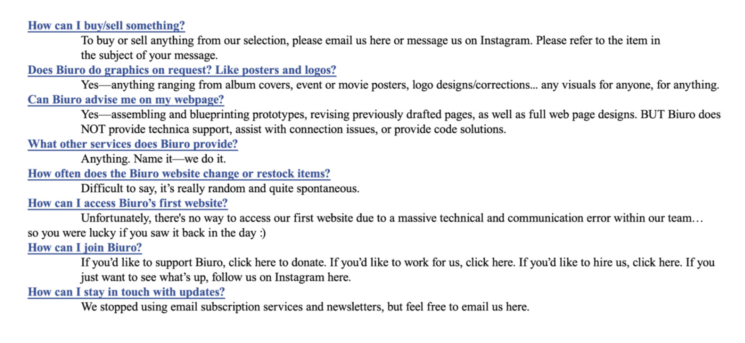 How can I buy/sell something?
To buy or sell anything from our selection, please email us here or message us on Instagram. Please refer to the item in
the subject of your message.
Does Biuro do graphics on request? Like posters and logos?
Yes—anything ranging from album covers, event or movie posters, logo designs/corrections... any visuals for anyone, for anything.
Can Biuro advise me on my webpage?
Yes—assembling and blueprinting prototypes, revising previously drafted pages, as well as full web page designs. BUT Biuro does
NOT provide technica support, assist with connection issues, or provide code solutions.
What other services does Biuro provide?
Anything. Name it—we do it.
How often does the Biuro website change or restock items?
Difficult to say, it’s really random and quite spontaneous.
How can I access Biuro’s first website?
Unfortunately, there's no way to access our first website due to a massive technical and communication error within our team…
so you were lucky if you saw it back in the day :)
How can I join Biuro?
If you’d like to support Biuro, click here to donate. If you’d like to work for us, click here. If you’d like to hire us, click here. If you
just want to see what’s up, follow us on Instagram here.
How can I stay in touch with updates?
We stopped using email subscription services and newsletters, but feel free to email us here.